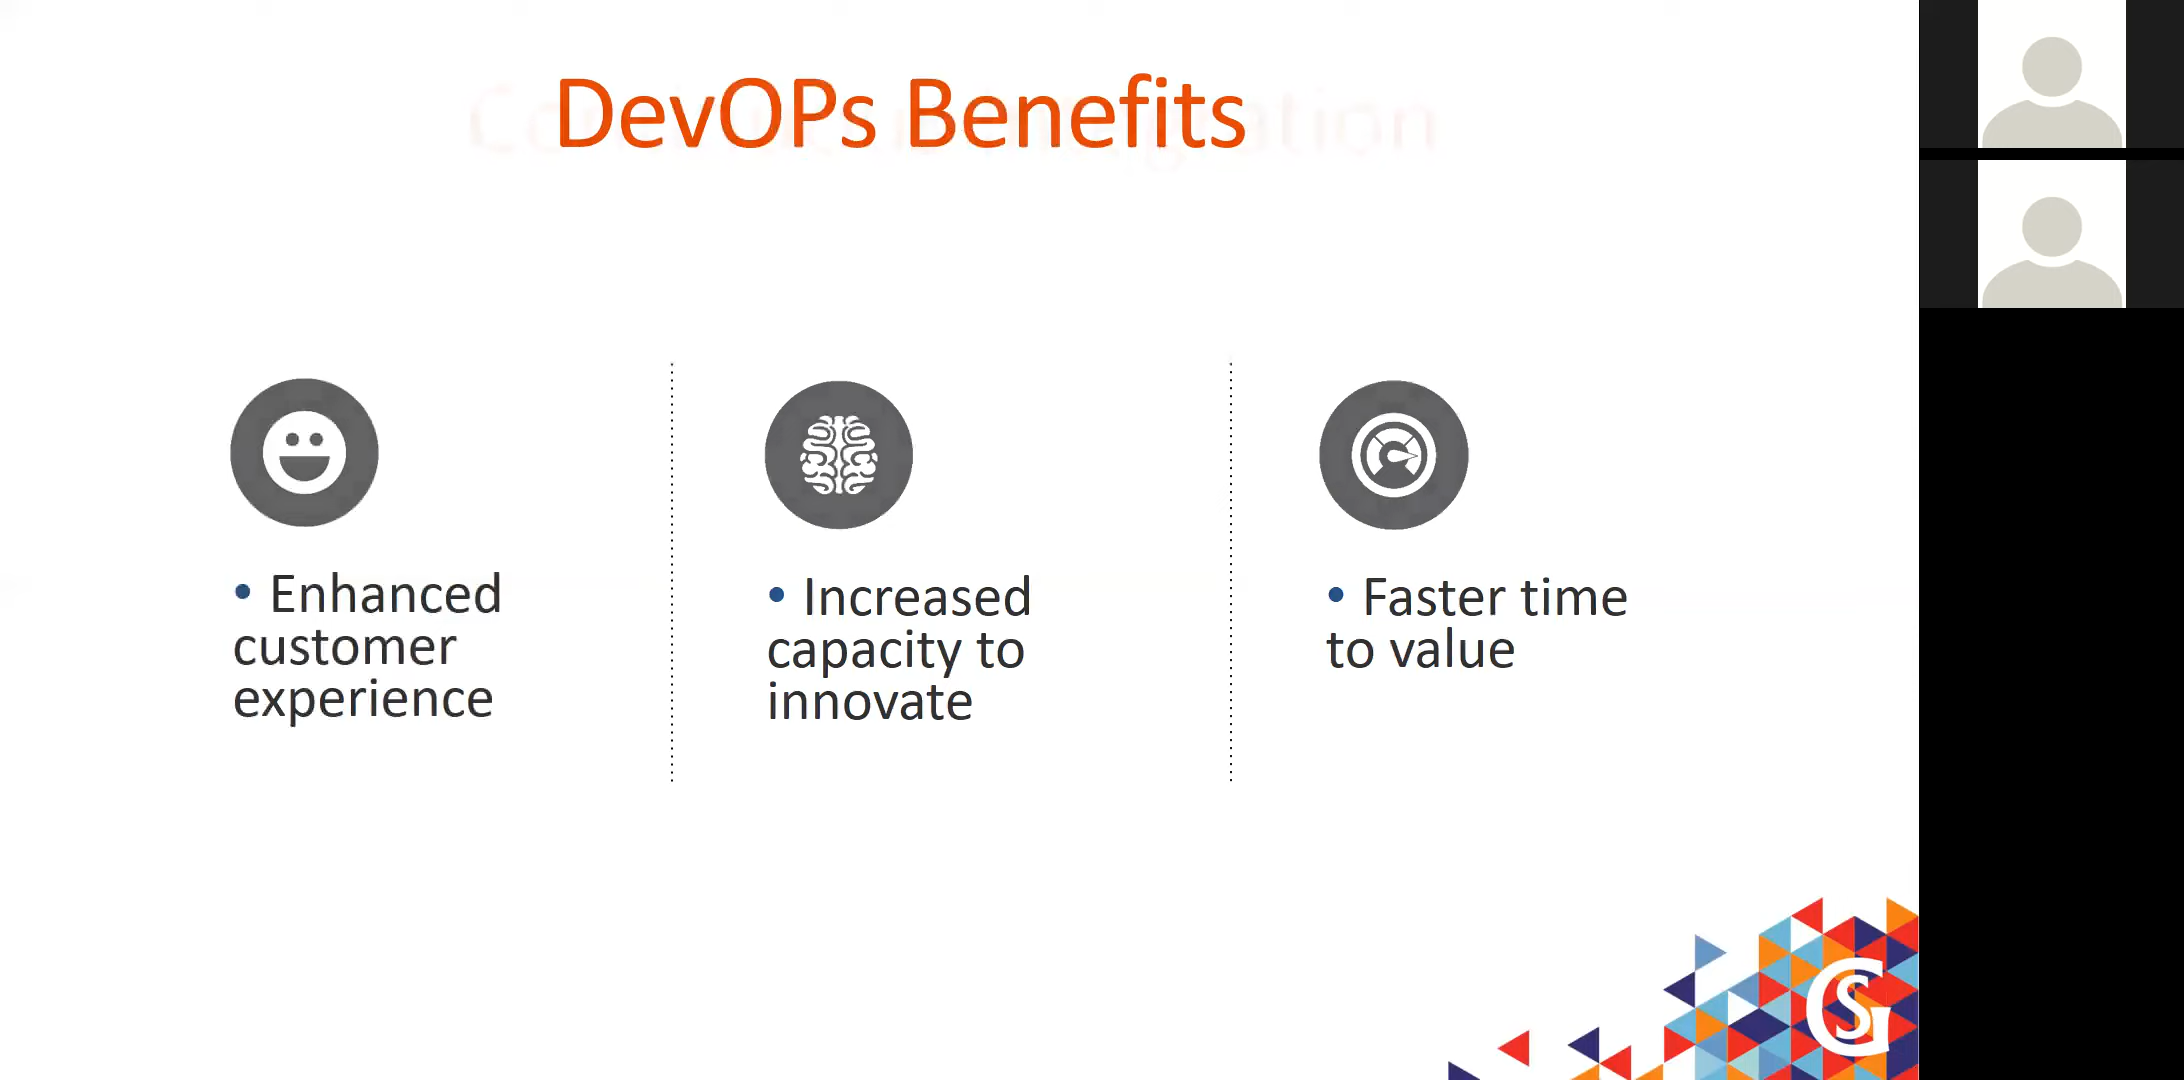 DevOPs Benefits
• Enhanced
customer
experience
• Increased
capacity to
innovate
• Faster time
to value